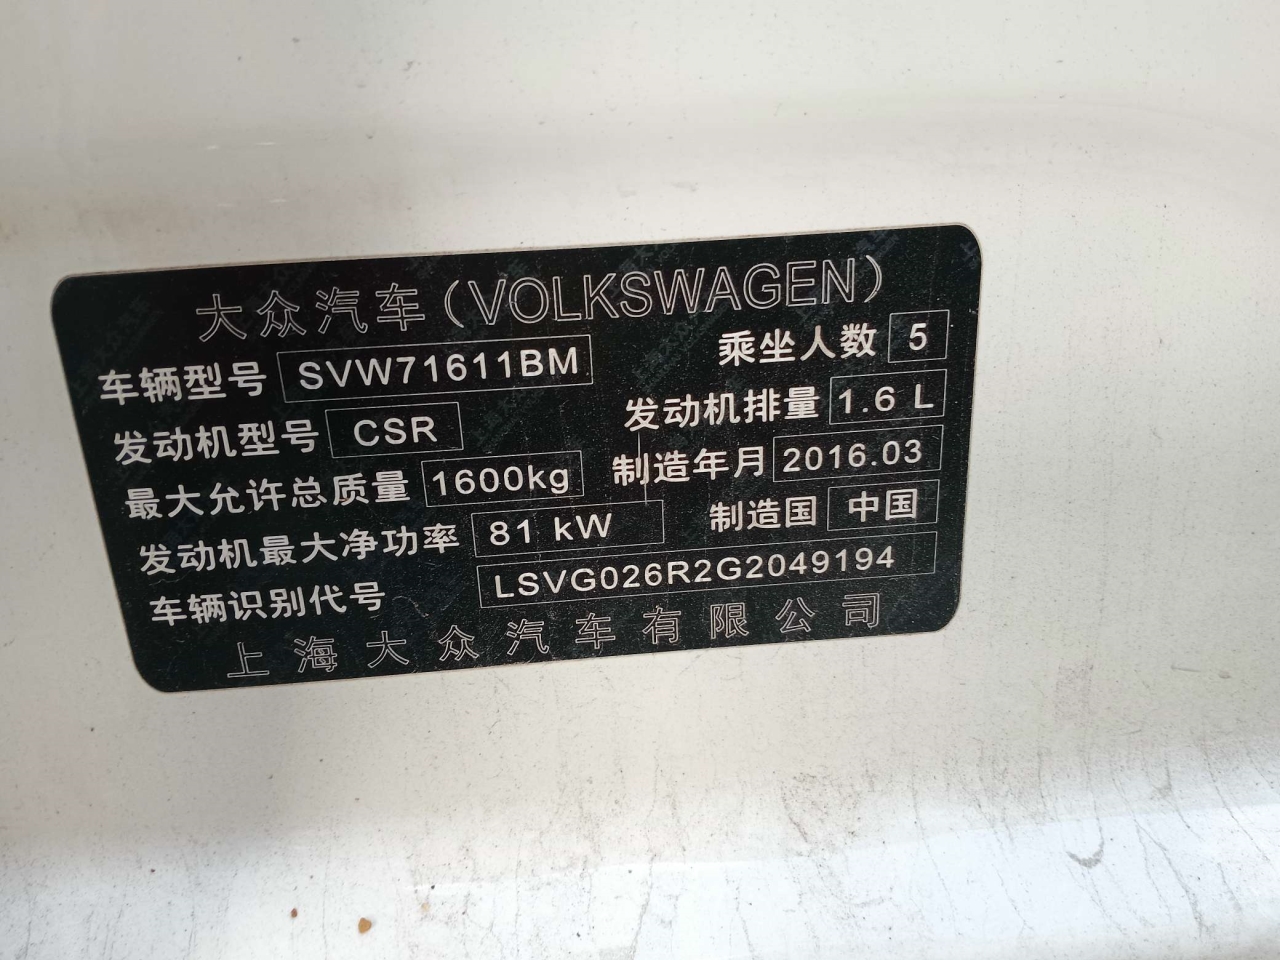 大众汽车(VOLKSWAGEN)
车辆型号 SVW71611BM 乘坐人数 5
发动机型号 CSR 发动机排量 1.6 L
最大允许总质量 1600kg 制造年月 2016.03
发动机最大净功率 81 kW 制造国 中国
车辆识别代号 LSVG026R2G2049194
上海大众汽车有限公司